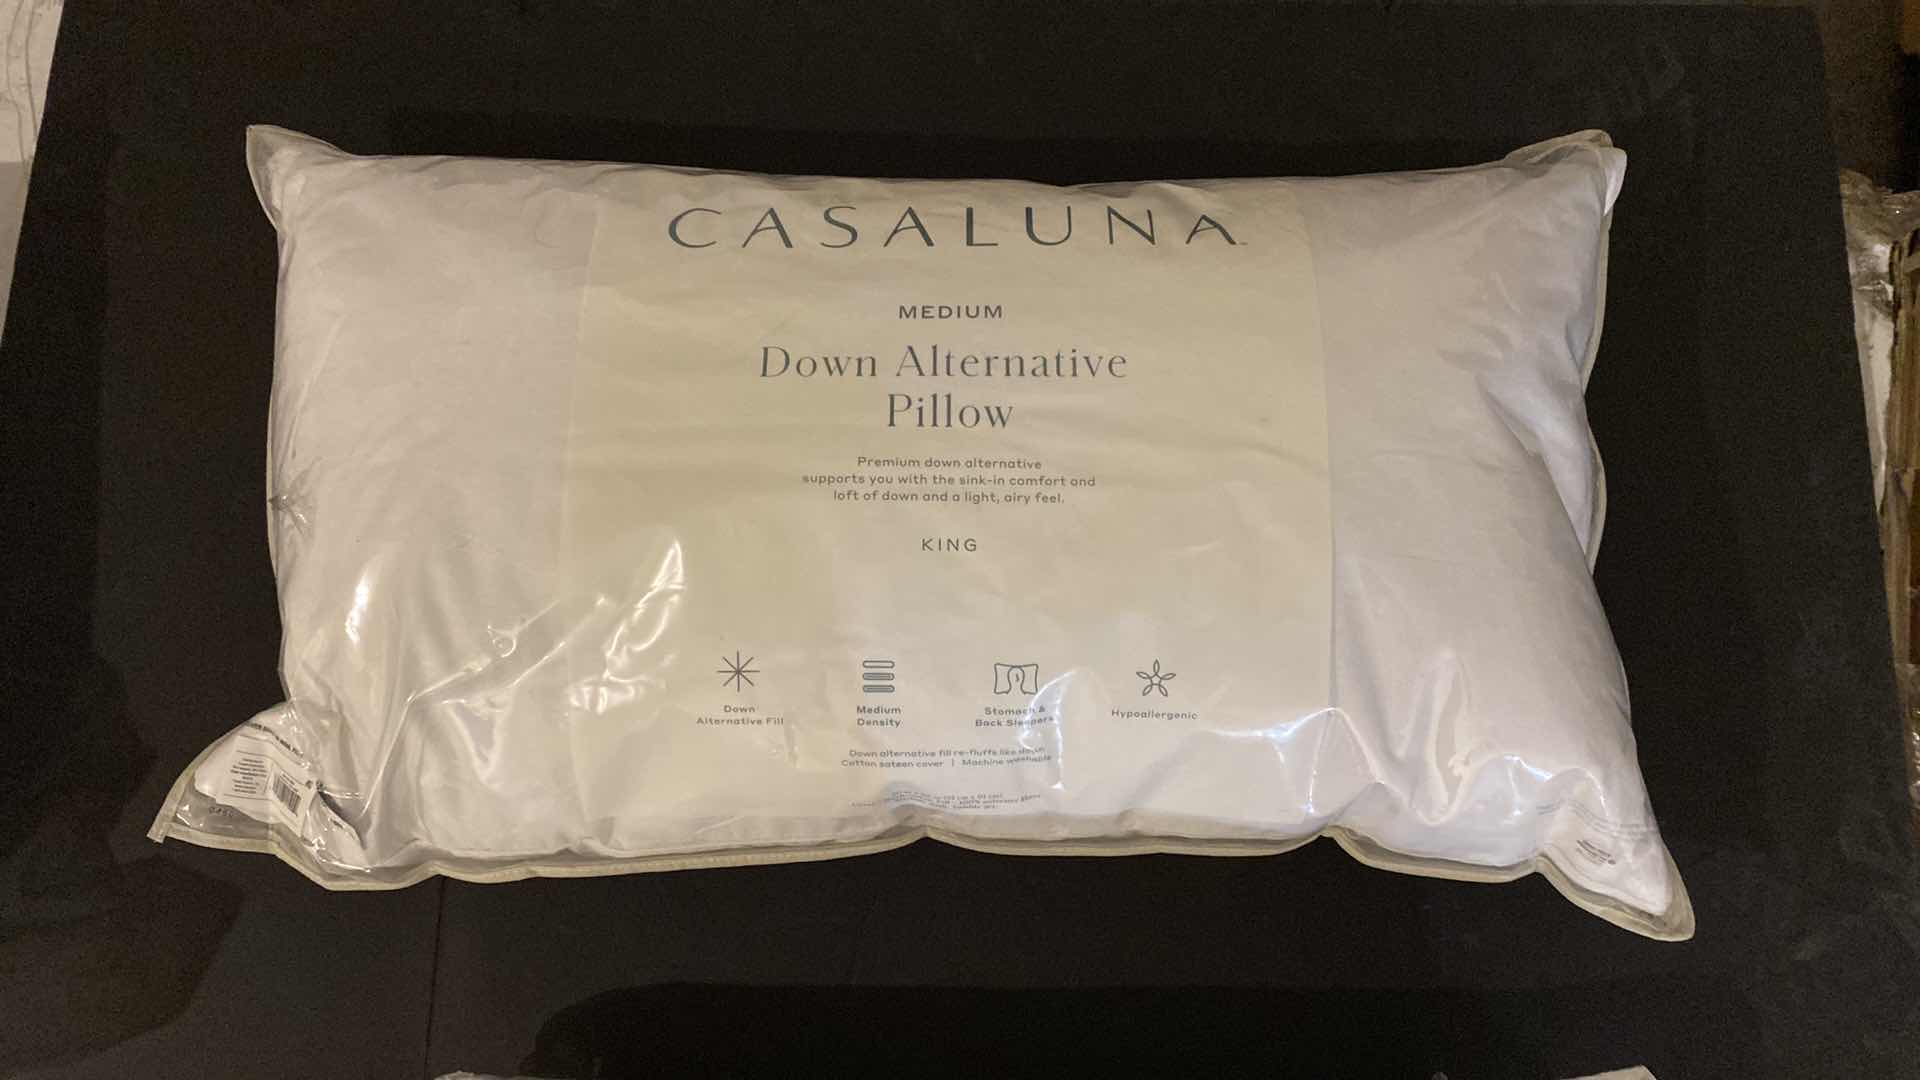 CASALUNA
MEDIUM
Down Alternative
Pillow
Premium down alternative
supports you with the sink-in comfort and
loft of down and a light, airy feel.
KING
Down
Alternative Fill
Medium
Density
Stomach &
Back Sleepers
Hypoallergenic
Down alternative fill re-fluffs like down
Cotton sateen cover | Machine washable